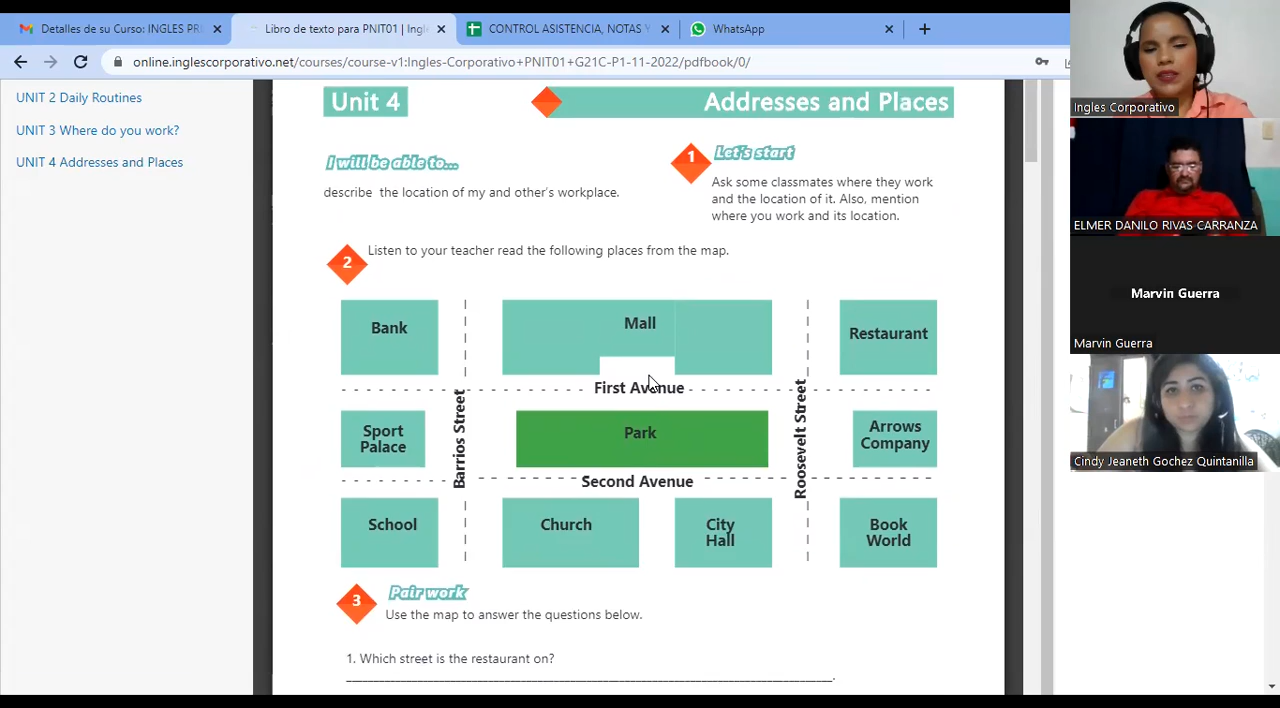 Detalles de su Curso: INGLES PRI
Libro de texto para PNIT01 | Ingl
CONTROL ASISTENCIA, NOTAS Y
WhatsApp
online.inglescorporativo.net/courses/course-v1:Ingles-Corporativo+PNIT01+G21C-P1-11-2022/pdfbook/0/
UNIT 2 Daily Routines
UNIT 3 Where do you work?
UNIT 4 Addresses and Places
Unit 4
Addresses and Places
I will be able to...
describe the location of my and other's workplace.
1
Let's start
Ask some classmates where they work
and the location of it. Also, mention
where you work and its location.
2
Listen to your teacher read the following places from the map.
Bank
Mall
Restaurant
First Avenue
Sport
Palace
Barrios Street
Park
Roosevelt Street
Arrows
Company
Second Avenue
School
Church
City
Hall
Book
World
3
Pair work
Use the map to answer the questions below.
1. Which street is the restaurant on?
Ingles Corporativo
ELMER DANILO RIVAS CARRANZA
Marvin Guerra
Marvin Guerra
Cindy Jeaneth Gochez Quintanilla